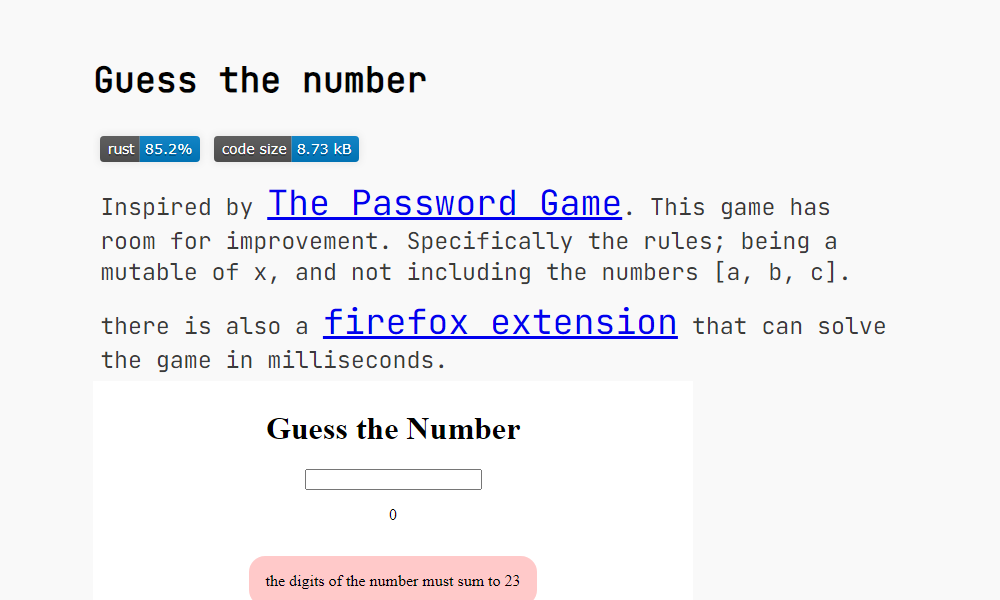 Guess the number
rust 85.2% code size 8.73 kB
Inspired by The Password Game. This game has
room for improvement. Specifically the rules; being a
mutable of x, and not including the numbers [a, b, c].
there is also a firefox extension that can solve
the game in milliseconds.
Guess the Number
0
the digits of the number must sum to 23